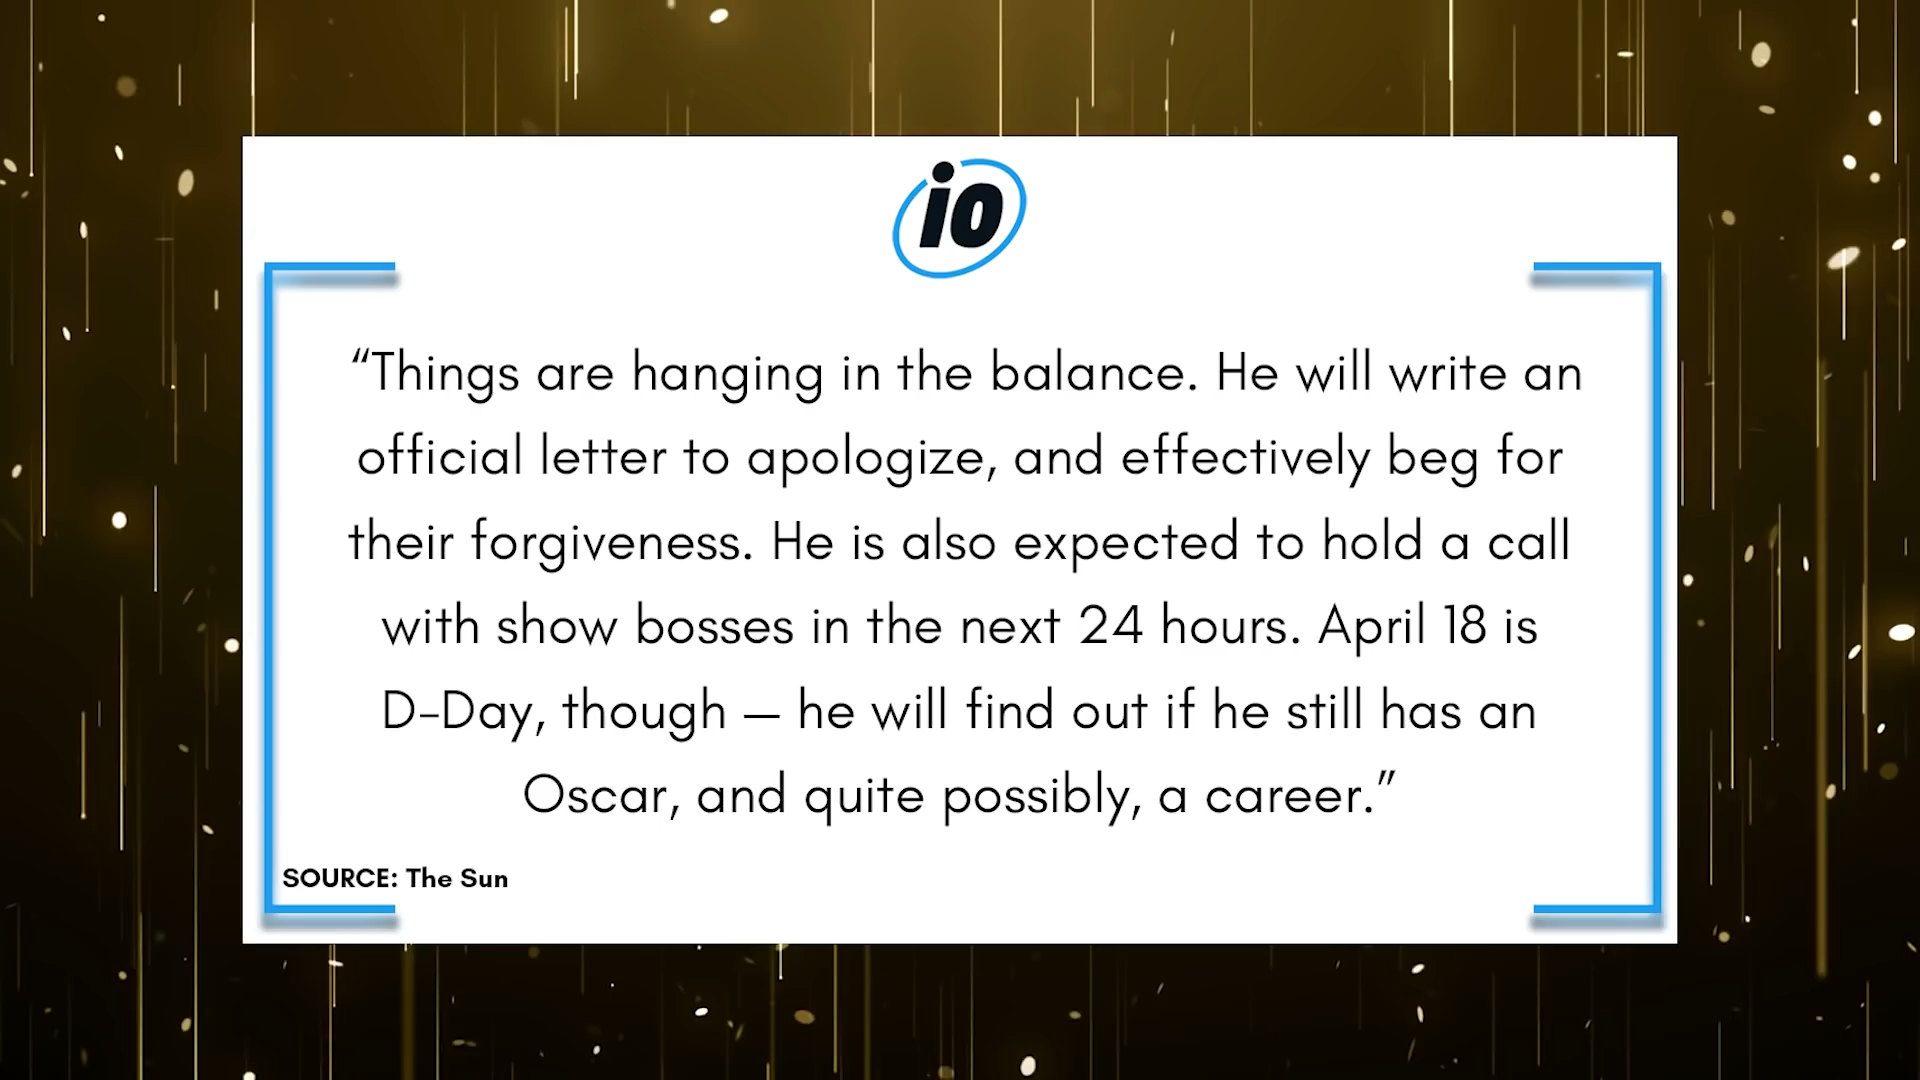 io
“Things are hanging in the balance. He will write an
official letter to apologize, and effectively beg for
their forgiveness. He is also expected to hold a call
with show bosses in the next 24 hours. April 18 is
D-Day, though — he will find out if he still has an
Oscar, and quite possibly, a career.”
SOURCE: The Sun